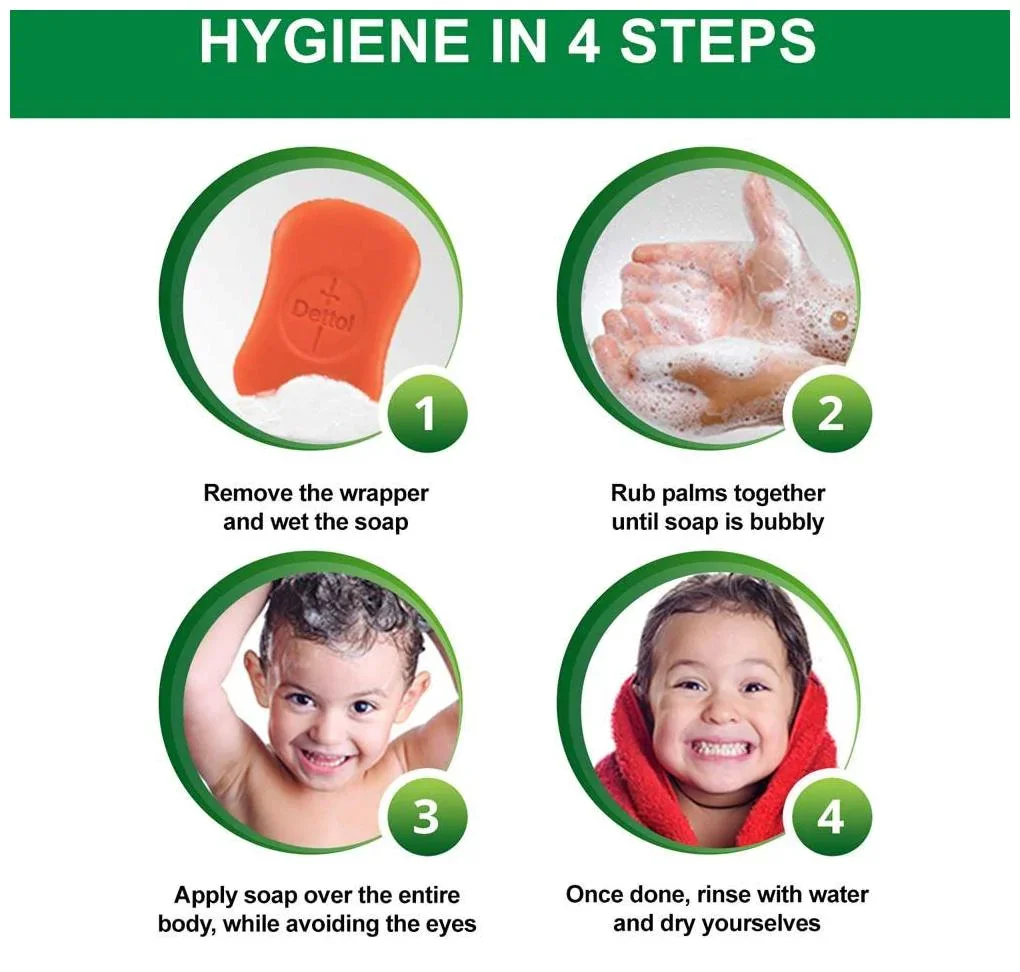 HYGIENE IN 4 STEPS
Dettol
1
2
Remove the wrapper
and wet the soap
Rub palms together
until soap is bubbly
3
4
Apply soap over the entire
body, while avoiding the eyes
Once done, rinse with water
and dry yourselves